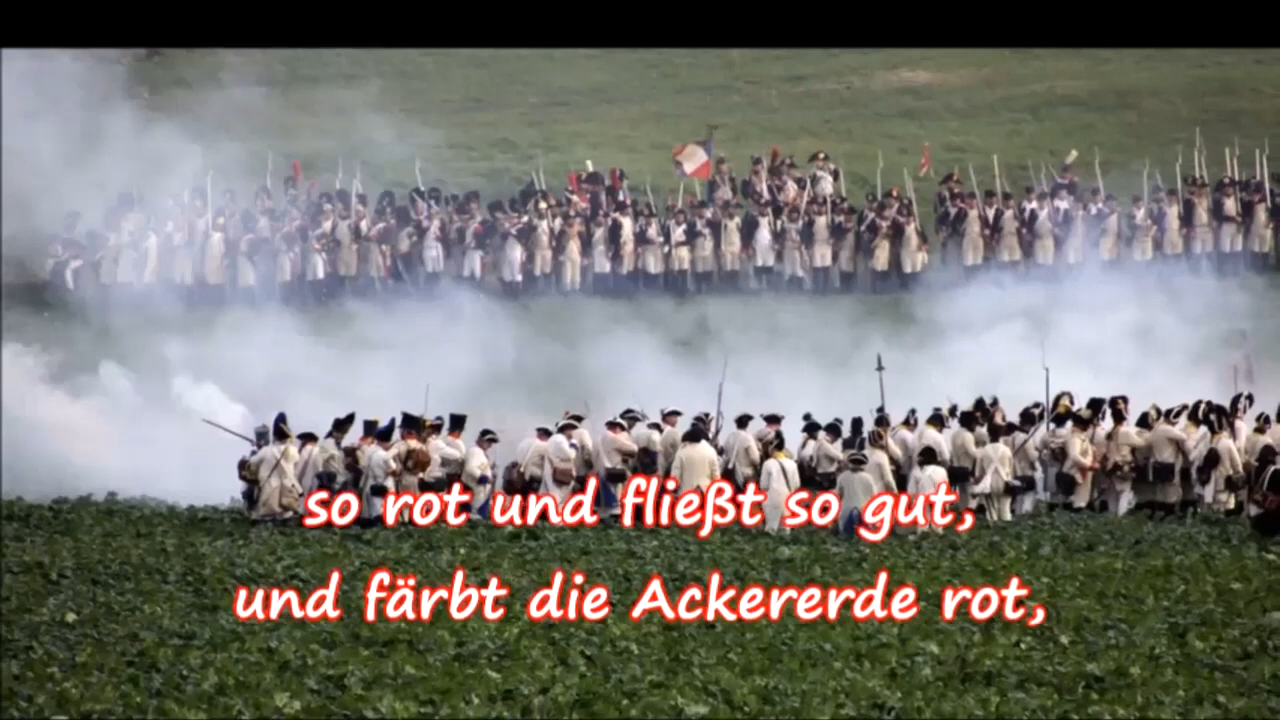 so rot und fließt so gut,
und färbt die Ackererde rot,